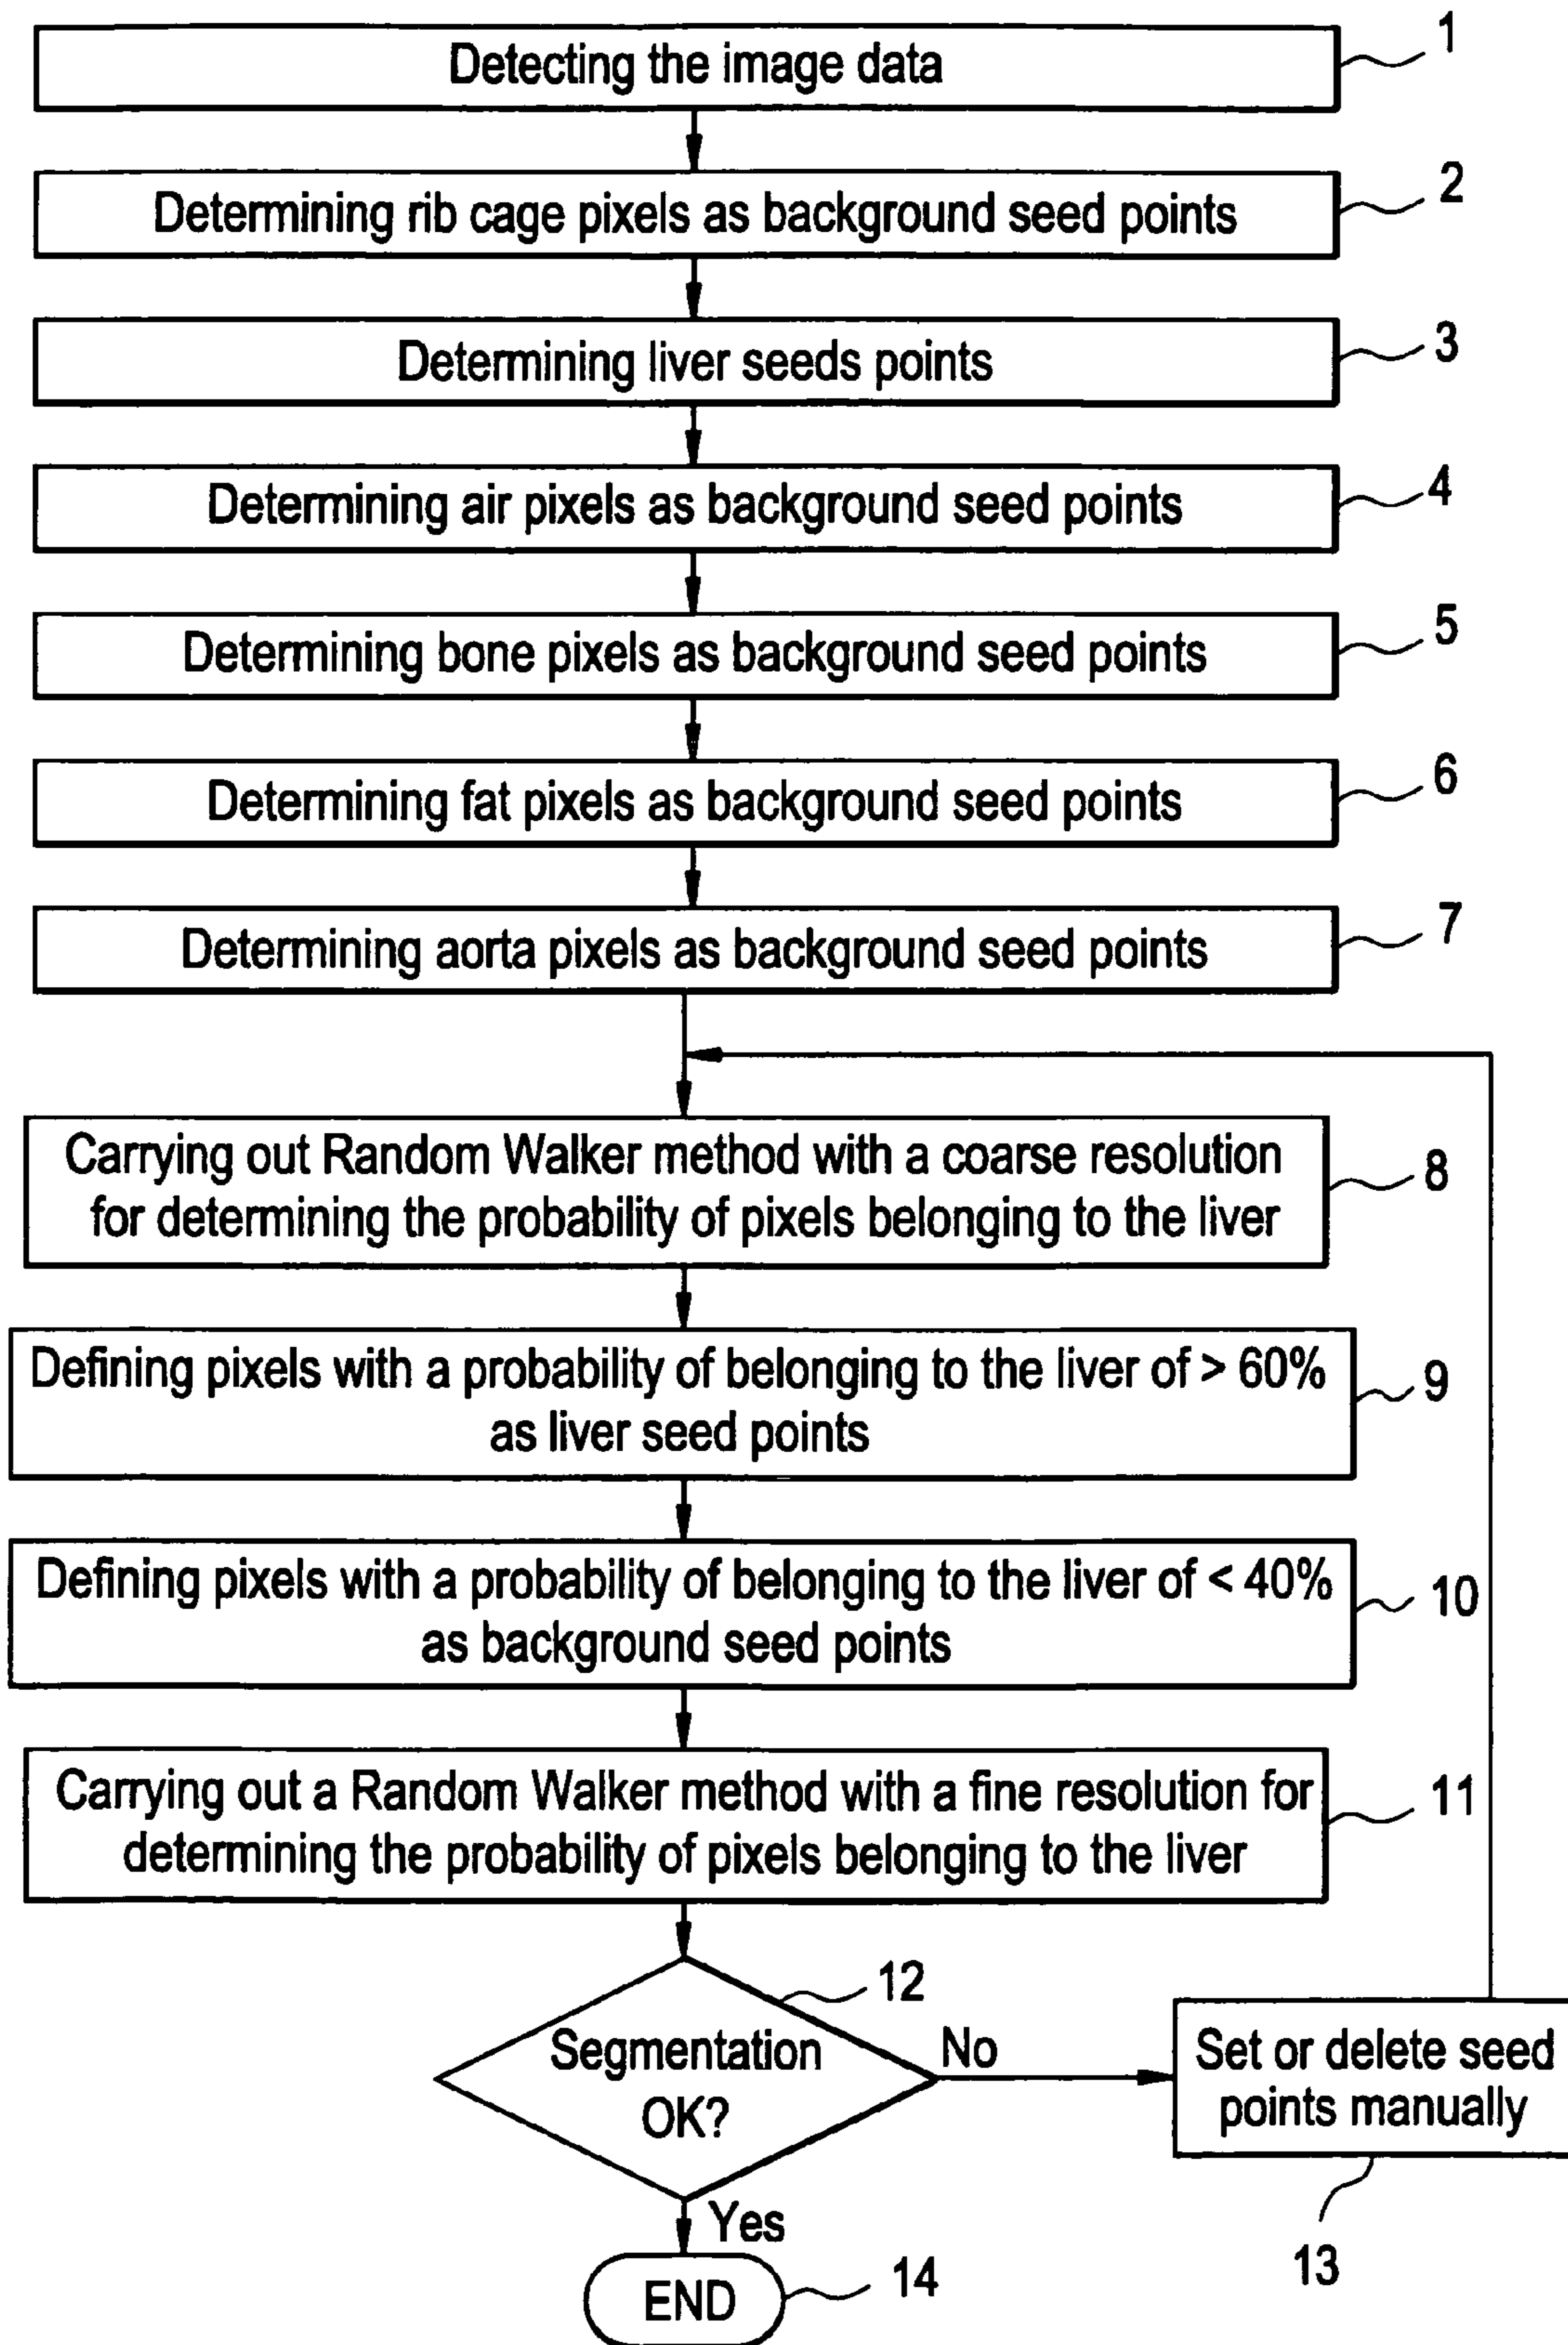 Detecting the image data
1
Determining rib cage pixels as background seed points
2
Determining liver seeds points
3
Determining air pixels as background seed points
4
Determining bone pixels as background seed points
5
Determining fat pixels as background seed points
6
Determining aorta pixels as background seed points
7
Carrying out Random Walker method with a coarse resolution
for determining the probability of pixels belonging to the liver
8
Defining pixels with a probability of belonging to the liver of > 60%
as liver seed points
9
Defining pixels with a probability of belonging to the liver of < 40%
as background seed points
10
Carrying out a Random Walker method with a fine resolution for
determining the probability of pixels belonging to the liver
11
12
Segmentation
OK?
No
Set or delete seed
points manually
13
Yes
END
14